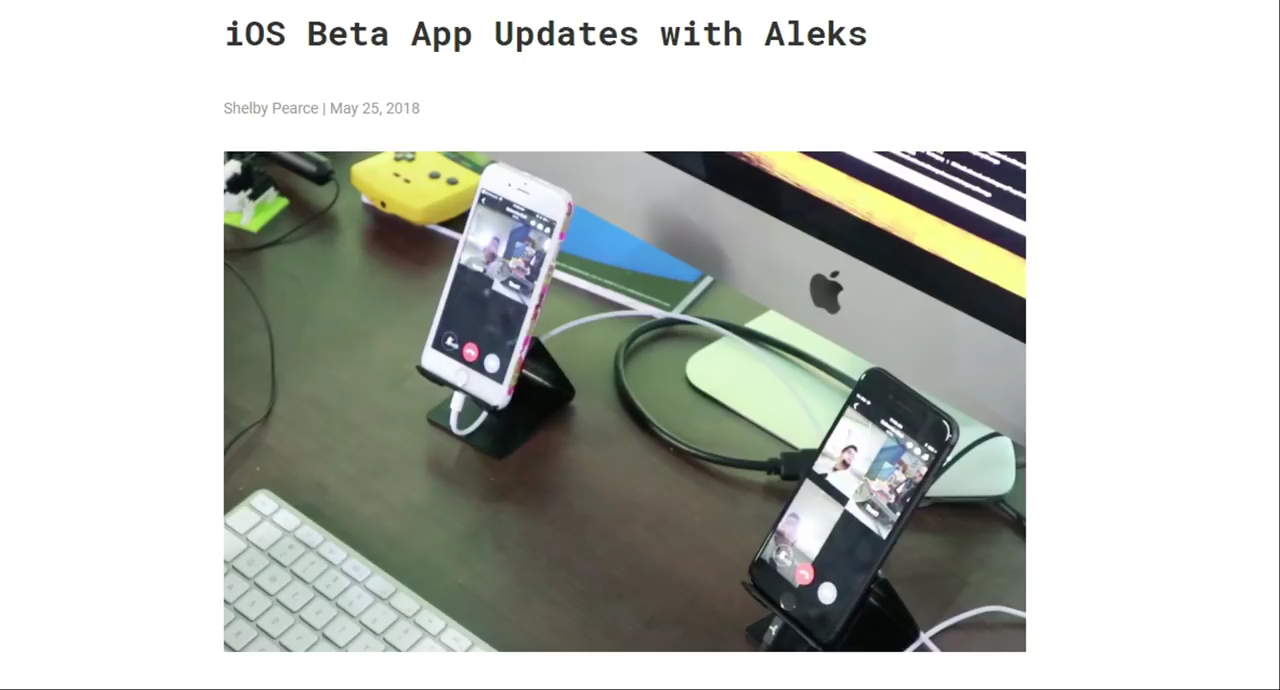 iOS Beta App Updates with Aleks
Shelby Pearce | May 25, 2018